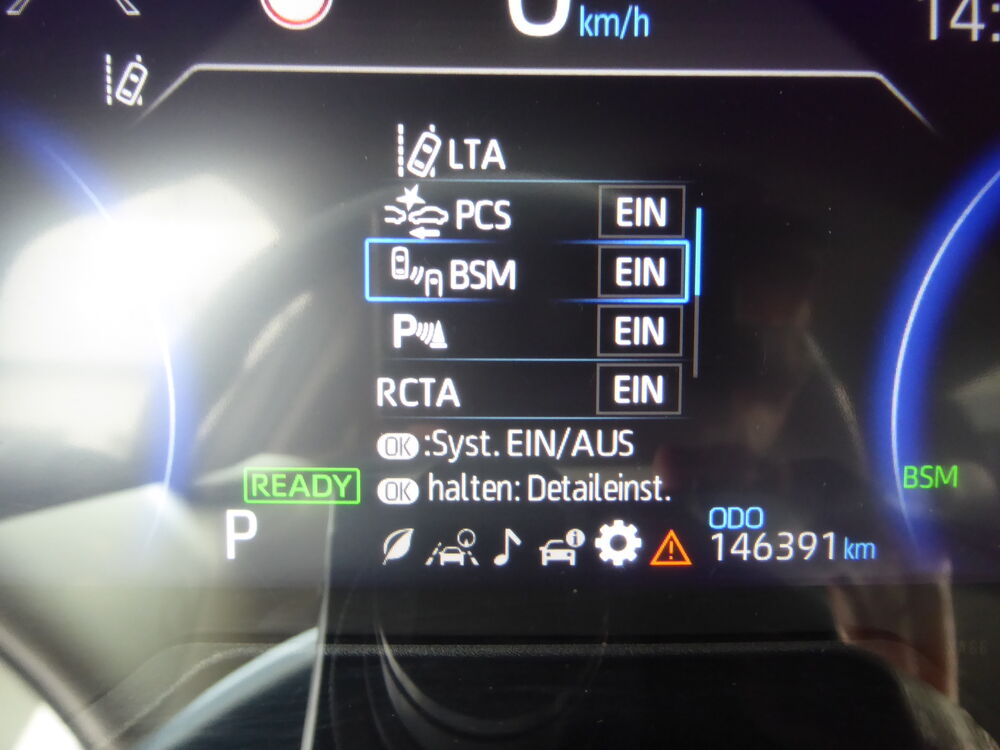 0 km/h
14:
LTA
PCS EIN
BSM EIN
P EIN
RCTA EIN
OK :Syst. EIN/AUS
OK halten: Detaileinst.
READY
BSM
P
ODO
146391 km